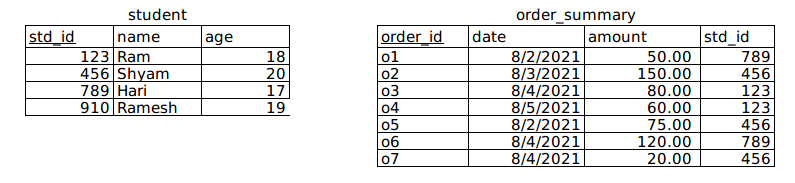 student
std_id name age
123 Ram 18
456 Shyam 20
789 Hari 17
910 Ramesh 19
order_summary
order_id date amount std_id
o1 8/2/2021 50.00 789
o2 8/3/2021 150.00 456
o3 8/4/2021 80.00 123
o4 8/5/2021 60.00 123
o5 8/2/2021 75.00 456
o6 8/4/2021 120.00 789
o7 8/4/2021 20.00 456